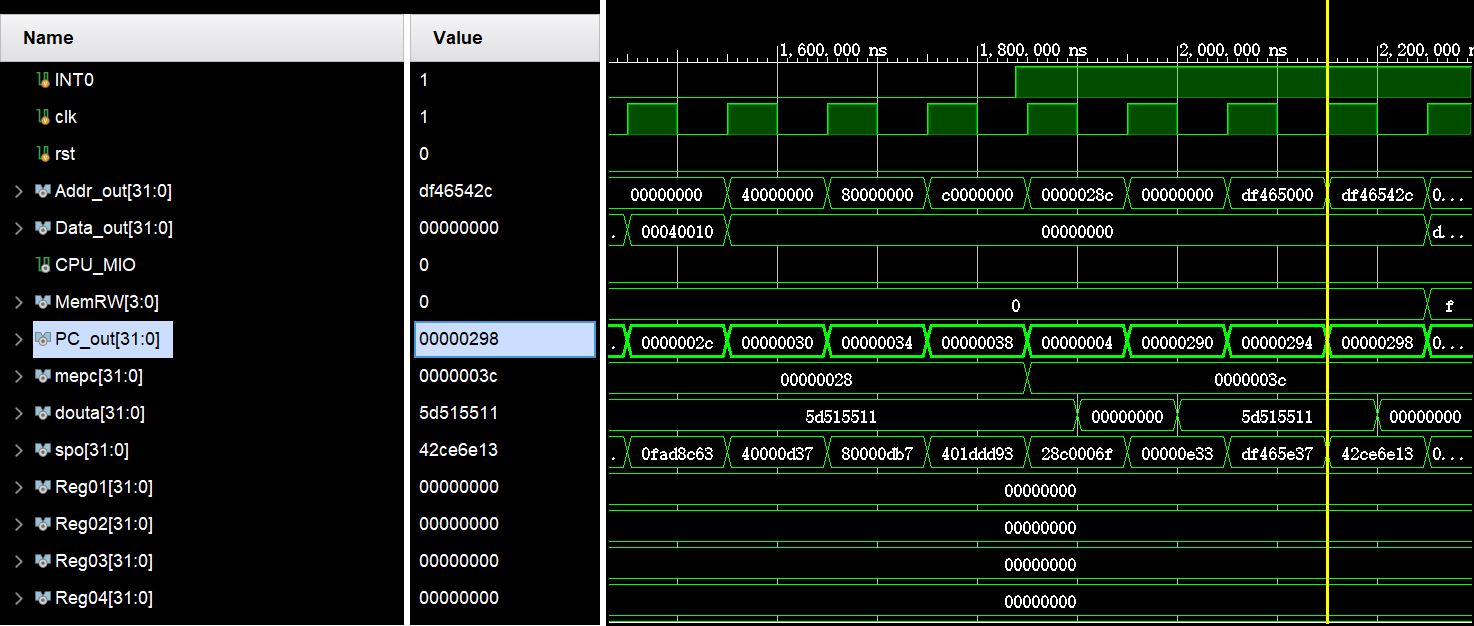 Name Value
1,600.000 ns 1,800.000 ns 2,000.000 ns 2,200.000 n
INT0 1
clk 1
rst 0
Addr_out[31:0] df46542c 00000000 40000000 80000000 c0000000 0000028c 00000000 df465000 df46542c 0...
Data_out[31:0] 00000000 . 00040010 00000000 d...
CPU_MIO 0
MemRW[3:0] 0 0 f
PC_out[31:0] 00000298 . 0000002c 00000030 00000034 00000038 00000004 00000290 00000294 00000298 0...
mepc[31:0] 0000003c 00000028 0000003c
douta[31:0] 5d515511 5d515511 00000000 5d515511 00000000
spo[31:0] 42ce6e13 . 0fad8c63 40000d37 80000db7 401ddd93 28c0006f 00000e33 df465e37 42ce6e13 0...
Reg01[31:0] 00000000 00000000
Reg02[31:0] 00000000 00000000
Reg03[31:0] 00000000 00000000
Reg04[31:0] 00000000 00000000